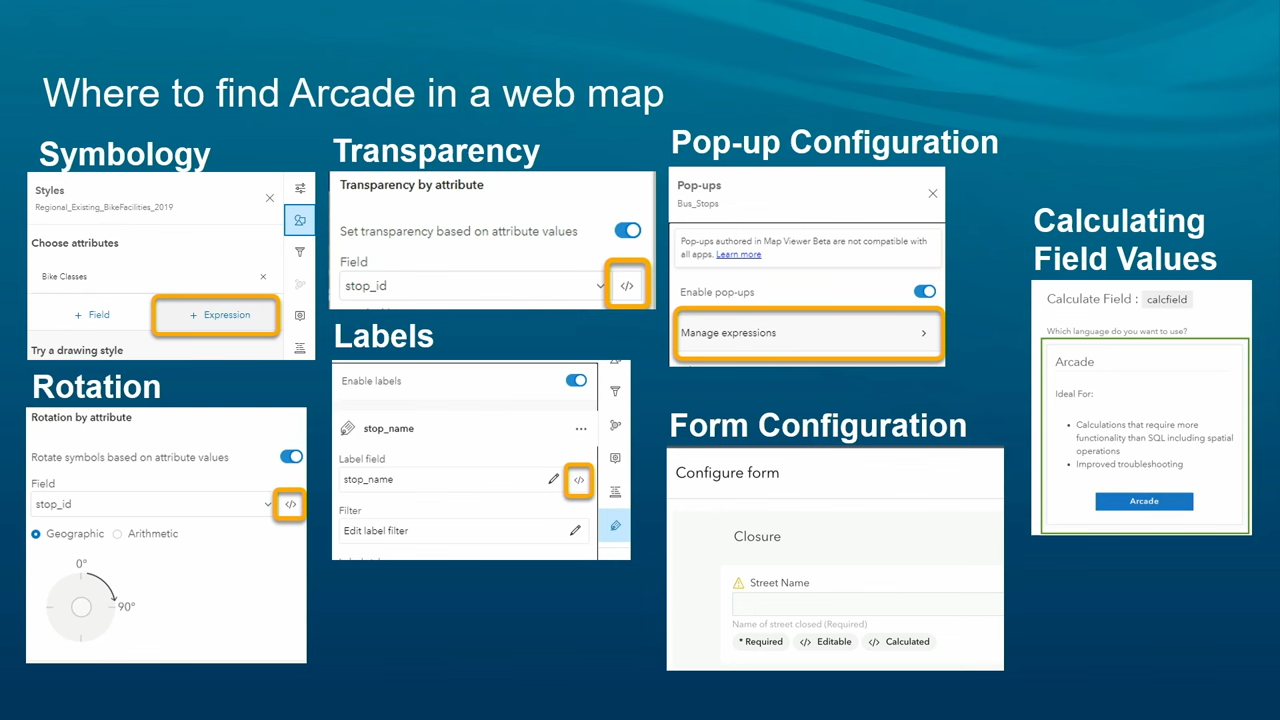 Where to find Arcade in a web map
Symbology
Styles
Regional_Existing_BikeFacilities_2019
Choose attributes
Bike Classes
+ Field
+ Expression
Try a drawing style
Rotation
Rotation by attribute
Rotate symbols based on attribute values
Field
stop_id
Geographic
Arithmetic
0°
90°
Transparency
Transparency by attribute
Set transparency based on attribute values
Field
stop_id
Labels
Enable labels
stop_name
Label field
stop_name
Filter
Edit label filter
Pop-up Configuration
Pop-ups
Bus_Stops
Pop-ups authored in Map Viewer Beta are not compatible with
all apps. Learn more
Enable pop-ups
Manage expressions
Form Configuration
Configure form
Closure
Street Name
Name of street closed (Required)
* Required
</> Editable
</> Calculated
Calculating
Field Values
Calculate Field : calcfield
Which language do you want to use?
Arcade
Ideal For:
• Calculations that require more
functionality than SQL including spatial
operations
• Improved troubleshooting
Arcade